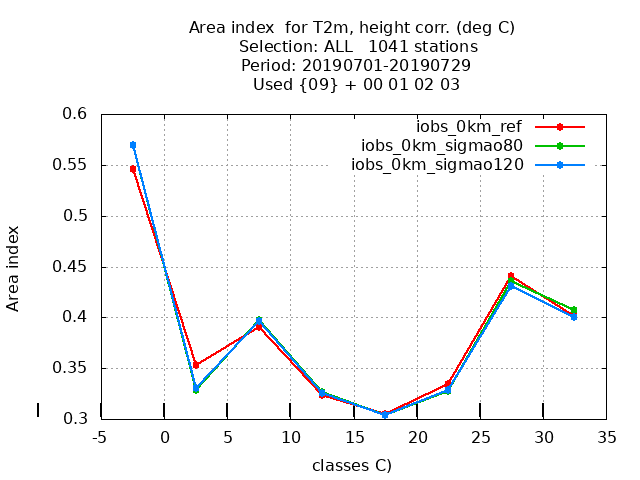 Area index  for T2m, height corr. (deg C)
Selection: ALL   1041 stations
Period: 20190701-20190729
Used {09} + 00 01 02 03
iobs_0km_ref
iobs_0km_sigmao80
iobs_0km_sigmao120
Area index
0.6
0.55
0.5
0.45
0.4
0.35
0.3
-5 0 5 10 15 20 25 30 35
classes C)